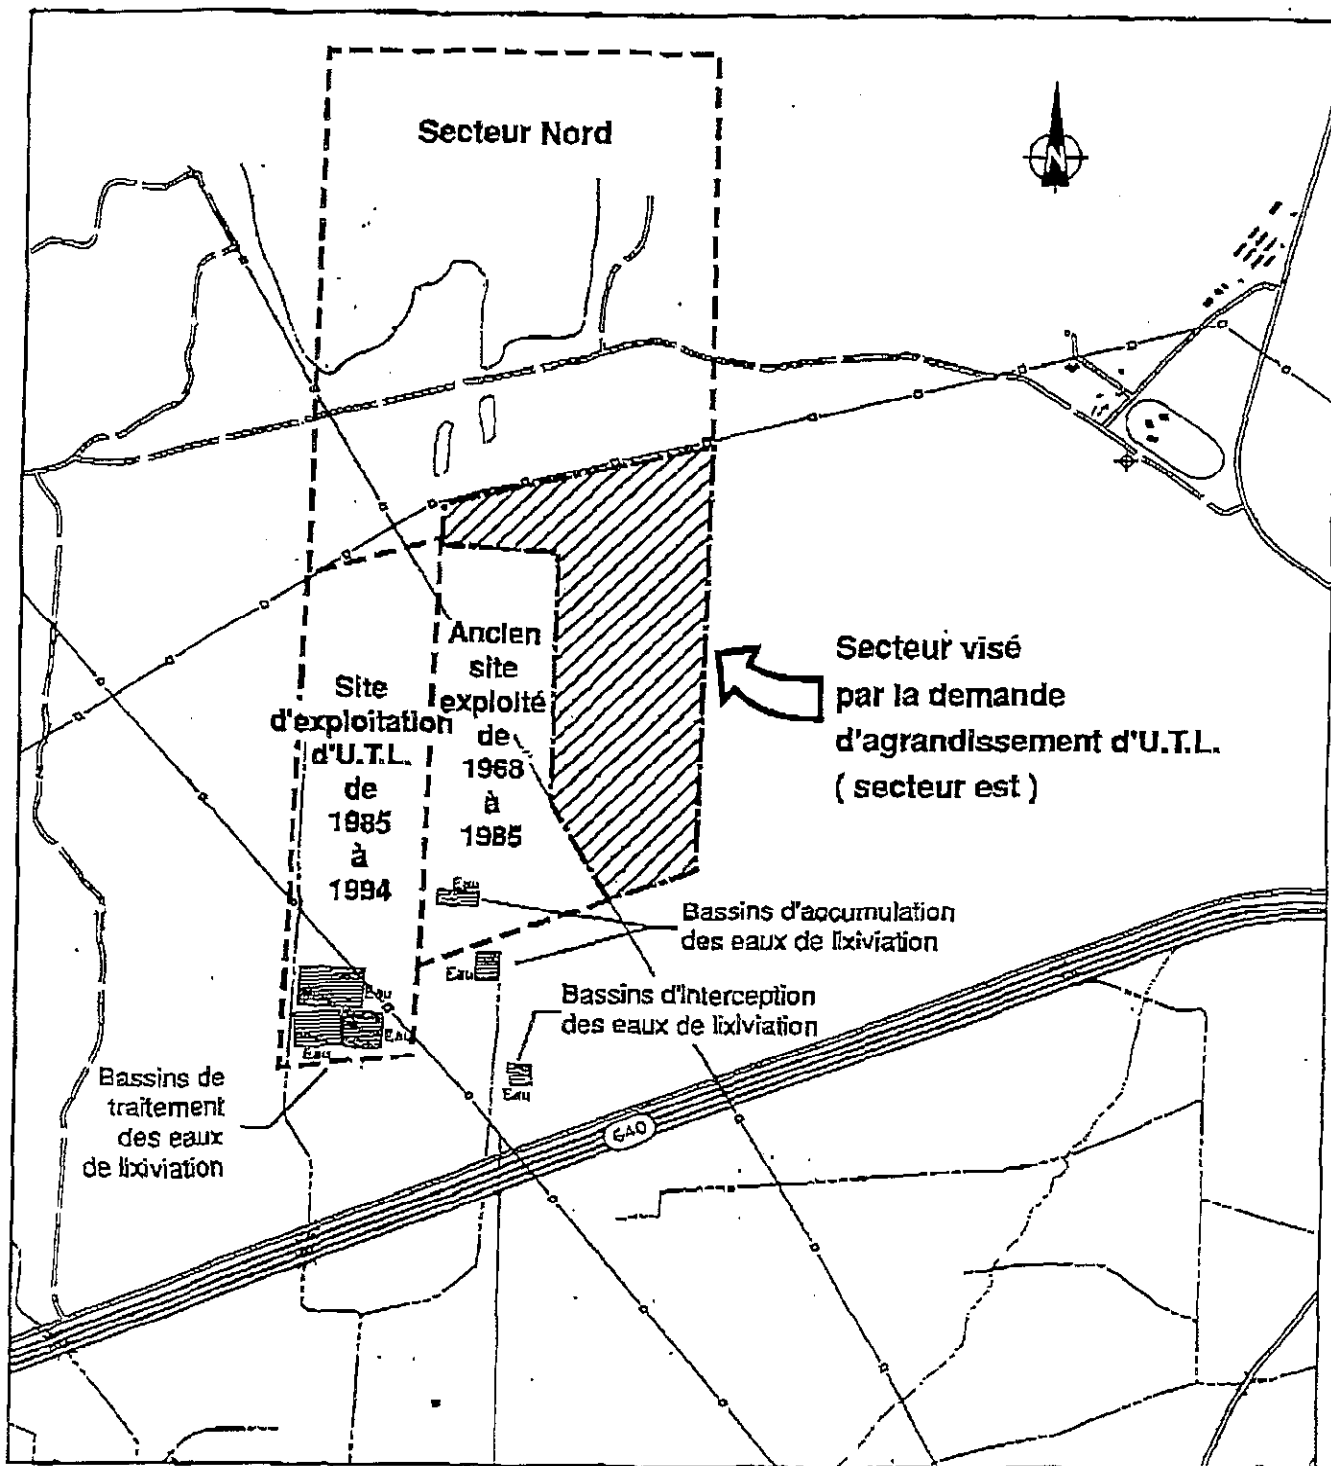 Secteur Nord
N
Ancien
site
exploité
de
1968
à
1985
Site
d'exploitation
d'U.T.L.
de
1985
à
1994
Secteur visé
par la demande
d'agrandissement d'U.T.L.
( secteur est )
Eau
Bassins d'accumulation
des eaux de lixiviation
Eau
Bassins d'interception
des eaux de lixiviation
Eau
Eau
Eau
Eau
Bassins de
traitement
des eaux
de lixiviation
640